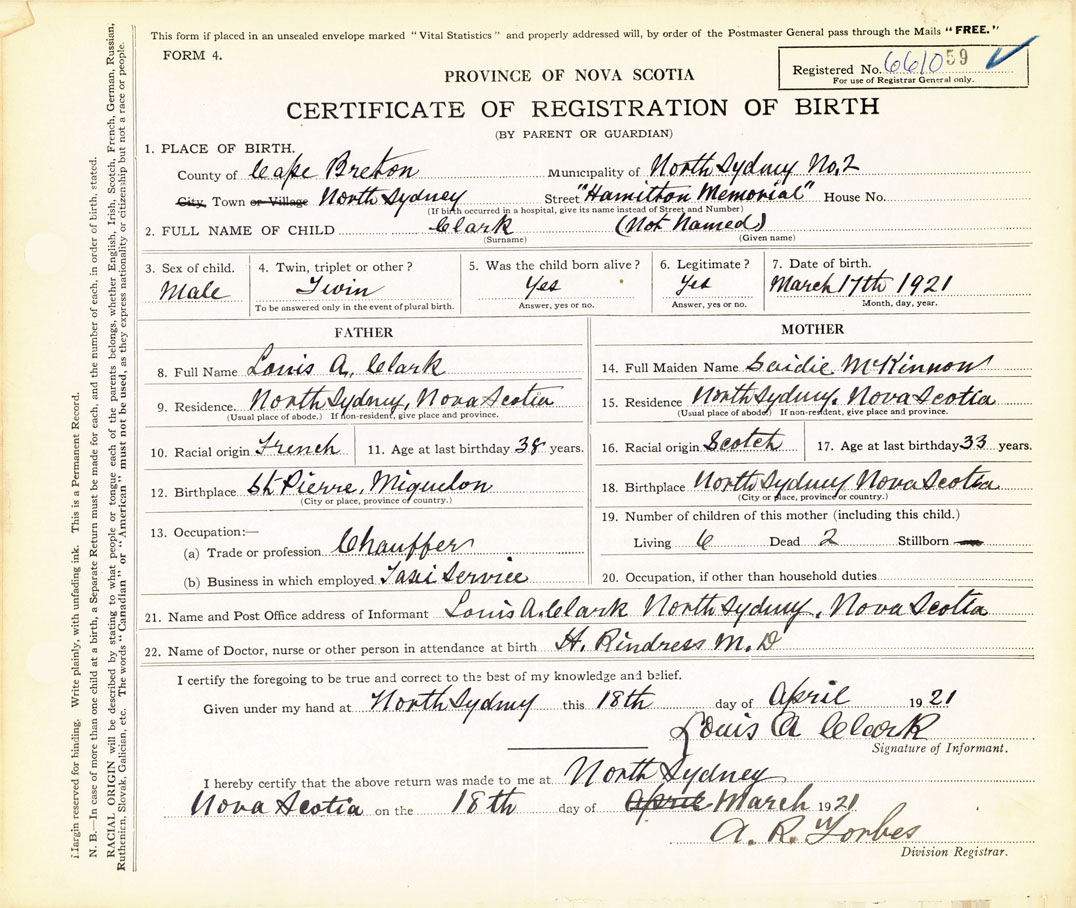 This form if placed in an unsealed envelope marked "Vital Statistics" and properly addressed will, by order of the Postmaster General pass through the Mails "FREE."
FORM 4.
Registered No. 661059
For use of Registrar General only.
PROVINCE OF NOVA SCOTIA
CERTIFICATE OF REGISTRATION OF BIRTH
(BY PARENT OR GUARDIAN)
1. PLACE OF BIRTH.
County of Cape Breton Municipality of North Sydney No. 2
City, Town or Village North Sydney Street "Hamilton Memorial" House No.
(If birth occurred in a hospital, give its name instead of Street and Number)
2. FULL NAME OF CHILD Clark (Not Named)
(Surname) (Given name)
3. Sex of child. 4. Twin, triplet or other? 5. Was the child born alive? 6. Legitimate? 7. Date of birth.
Male Twin Yes Yes March 17th 1921
To be answered only in the event of plural birth. Answer, yes or no. Answer, yes or no. Month, day, year.
FATHER
8. Full Name Louis A. Clark
9. Residence. North Sydney, Nova Scotia
(Usual place of abode.) If non-resident, give place and province.
10. Racial origin French 11. Age at last birthday 38 years.
12. Birthplace St Pierre, Miquelon
(City or place, province or country.)
13. Occupation:—
(a) Trade or profession Chauffer
(b) Business in which employed Taxi Service
MOTHER
14. Full Maiden Name Saidie McKinnon
15. Residence North Sydney, Nova Scotia
(Usual place of abode.) If non-resident, give place and province.
16. Racial origin Scotch 17. Age at last birthday 33 years.
18. Birthplace North Sydney Nova Scotia
(City or place, province or country.)
19. Number of children of this mother (including this child.)
Living 6 Dead 2 Stillborn —
20. Occupation, if other than household duties
21. Name and Post Office address of Informant Louis A. Clark North Sydney, Nova Scotia
22. Name of Doctor, nurse or other person in attendance at birth H. Rindress M.D
I certify the foregoing to be true and correct to the best of my knowledge and belief.
Given under my hand at North Sydney this 18th day of April 1921
Louis A Clark
Signature of Informant.
I hereby certify that the above return was made to me at North Sydney
Nova Scotia on the 18th day of April March 1921
A. R. Forbes
Division Registrar.
Margin reserved for binding. Write plainly, with unfading ink. This is a Permanent Record.
N. B.—In case of more than one child at a birth, a Separate Return must be made for each, and the number of each, in order of birth, stated.
RACIAL ORIGIN will be described by stating to what people or tongue each of the parents belongs, whether English, Irish, Scotch, French, German, Russian,
Ruthenien, Slovak, Galician, etc. The words "Canadian" or "American" must not be used, as they express nationality or citizenship but not a race or people.